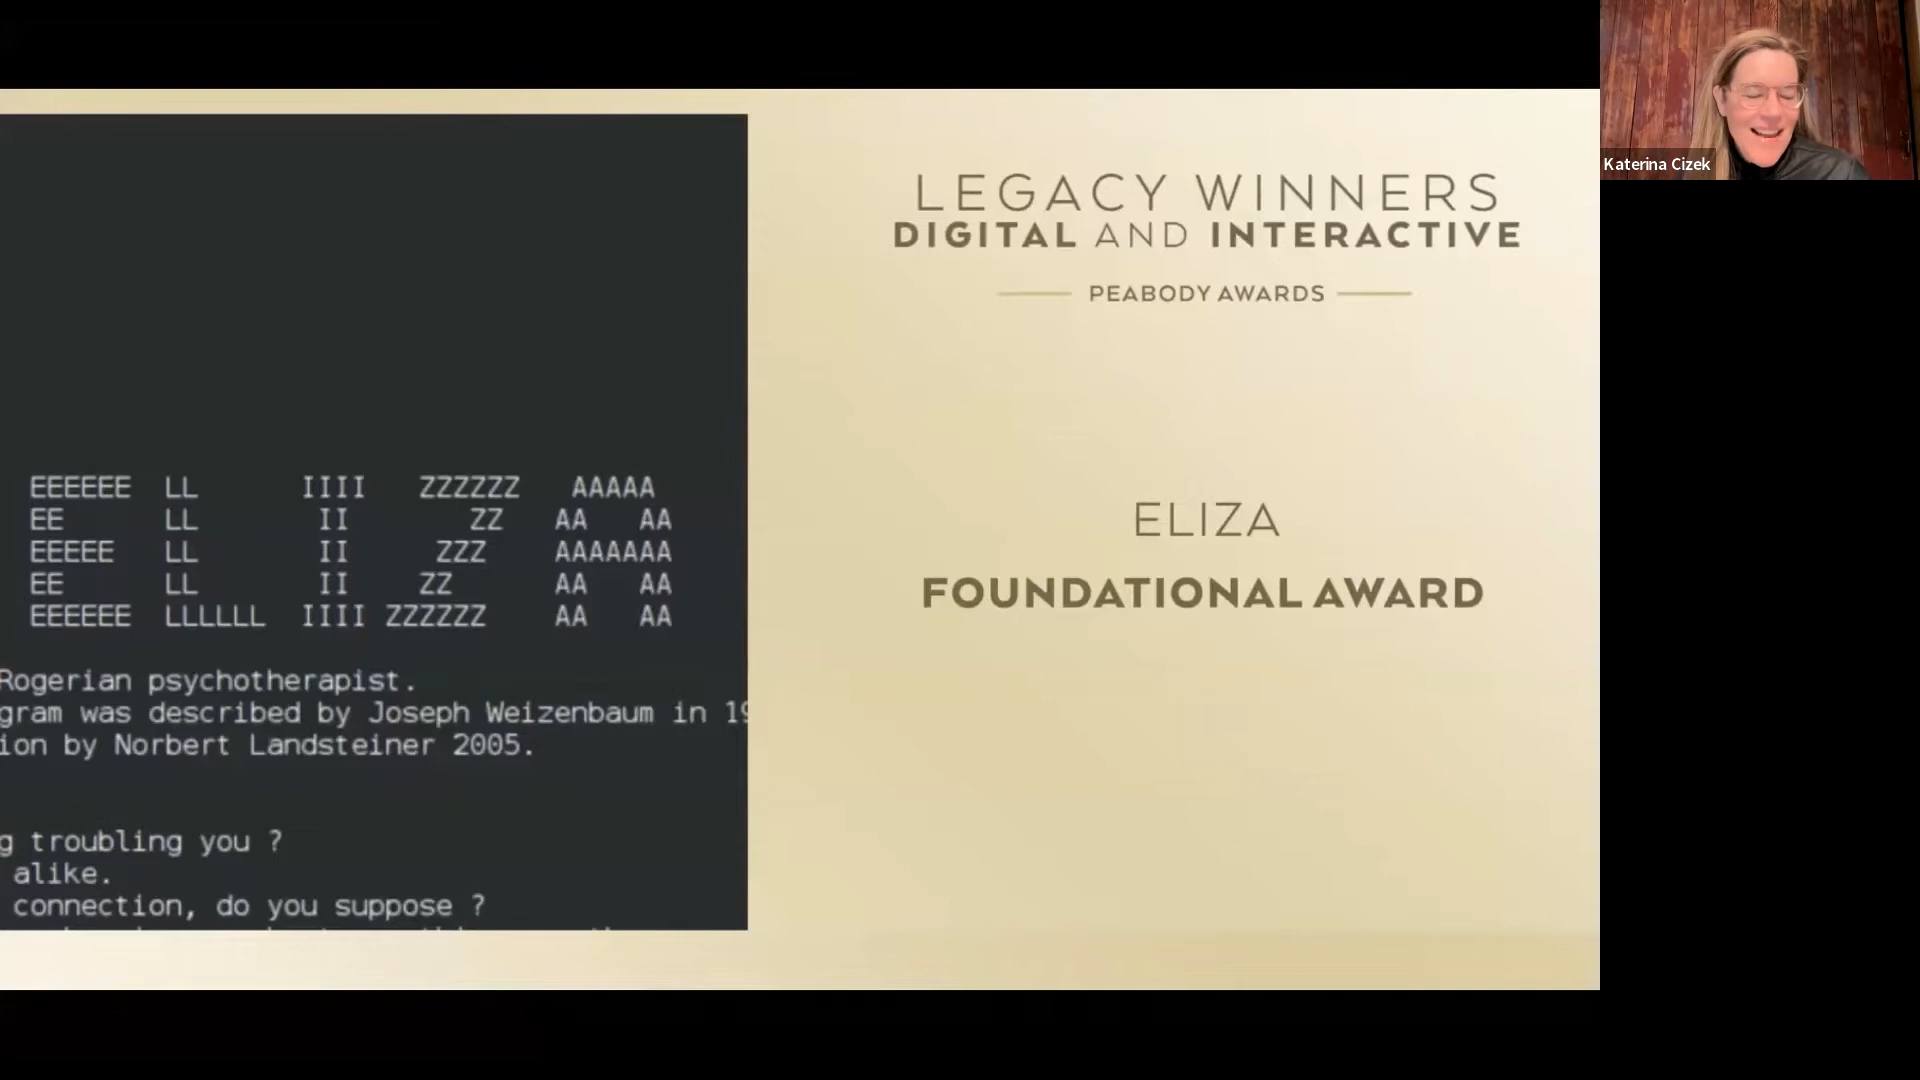 EEEEEE LL IIII ZZZZZZ AAAAA
EE LL II ZZ AA AA
EEEEE LL II ZZZ AAAAAAA
EE LL II ZZ AA AA
EEEEEE LLLLLL IIII ZZZZZZ AA AA
Rogerian psychotherapist.
gram was described by Joseph Weizenbaum in 19
ion by Norbert Landsteiner 2005.
g troubling you ?
alike.
connection, do you suppose ?
LEGACY WINNERS
DIGITAL AND INTERACTIVE
PEABODY AWARDS
ELIZA
FOUNDATIONAL AWARD
Katerina Cizek